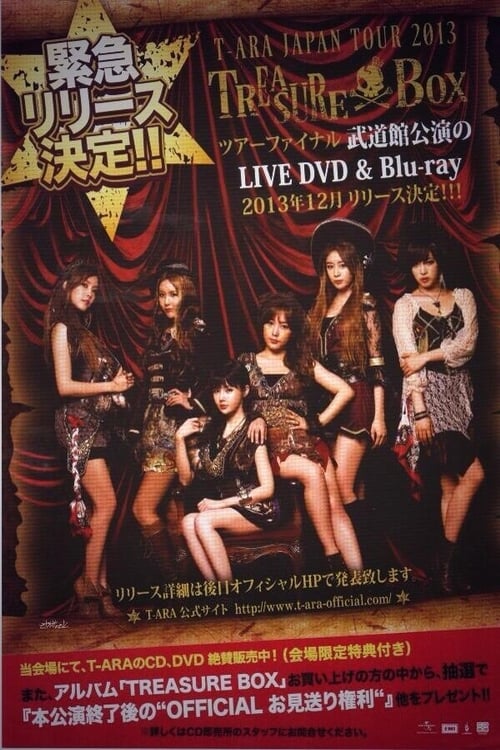 緊急
リリース
決定!!
T-ARA JAPAN TOUR 2013
TREASURE BOX
ツアーファイナル 武道館公演の
LIVE DVD & Blu-ray
2013年12月 リリース決定!!!
リリース詳細は後日オフィシャルHPで発表致します。
T-ARA 公式サイト http://www.t-ara-official.com/
当会場にて、T-ARAのCD、DVD 絶賛販売中!(会場限定特典付き)
また、アルバム「TREASURE BOX」お買い上げの方の中から、抽選で
『本公演終了後の"OFFICIAL お見送り権利"』他をプレゼント!!
※詳しくはCD即売所のスタッフにお問合せください。
EMI